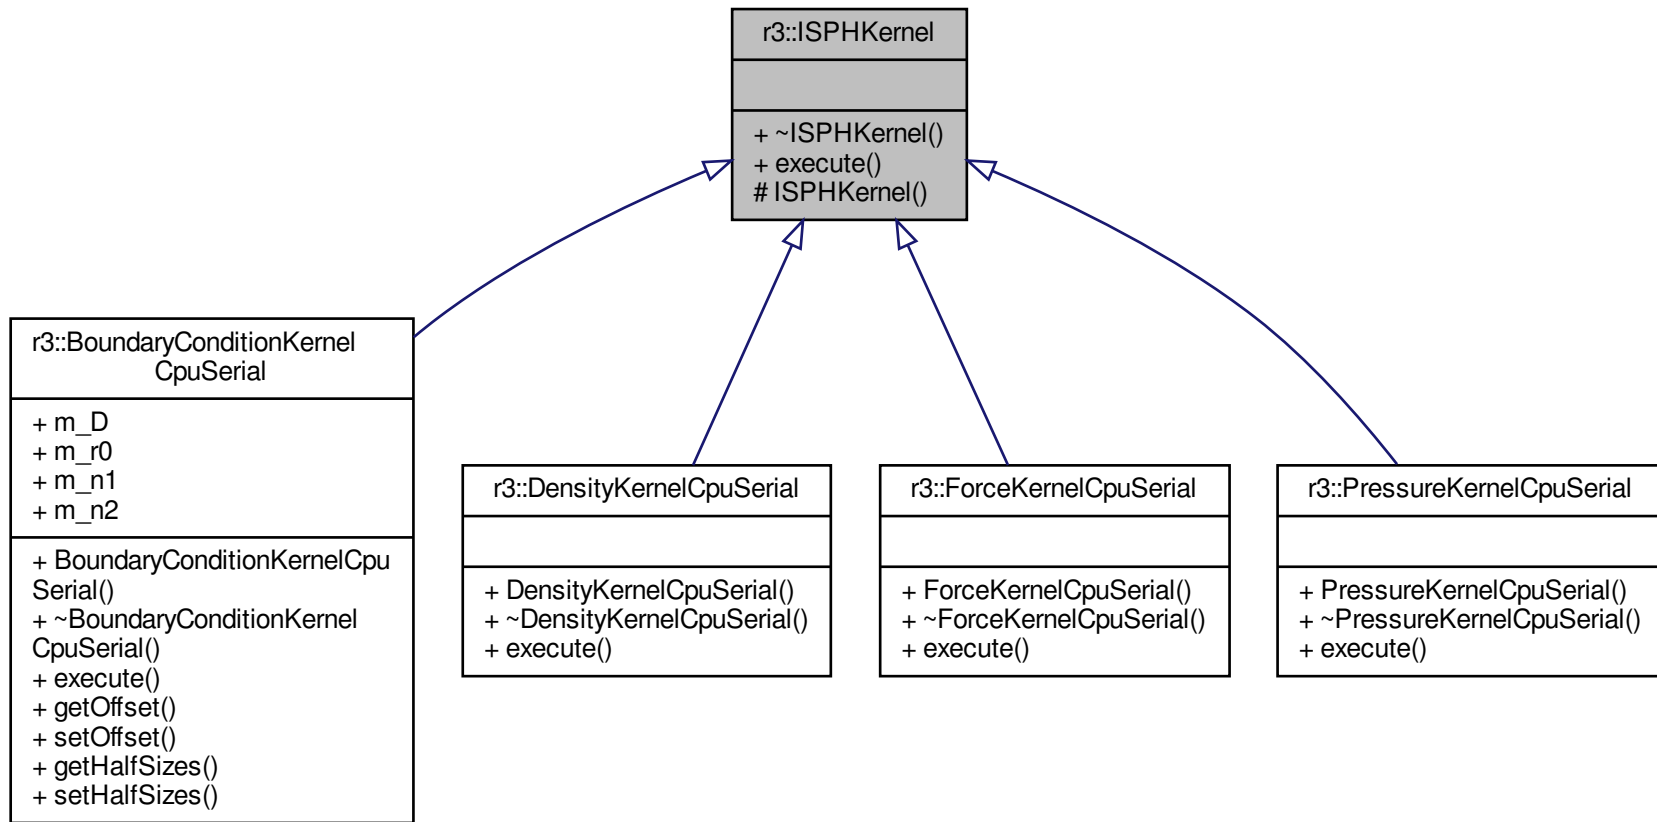 r3::ISPHKernel
+ ~ISPHKernel()
+ execute()
# ISPHKernel()
r3::BoundaryConditionKernel
CpuSerial
+ m_D
+ m_r0
+ m_n1
+ m_n2
+ BoundaryConditionKernelCpu
Serial()
+ ~BoundaryConditionKernel
CpuSerial()
+ execute()
+ getOffset()
+ setOffset()
+ getHalfSizes()
+ setHalfSizes()
r3::DensityKernelCpuSerial
+ DensityKernelCpuSerial()
+ ~DensityKernelCpuSerial()
+ execute()
r3::ForceKernelCpuSerial
+ ForceKernelCpuSerial()
+ ~ForceKernelCpuSerial()
+ execute()
r3::PressureKernelCpuSerial
+ PressureKernelCpuSerial()
+ ~PressureKernelCpuSerial()
+ execute()